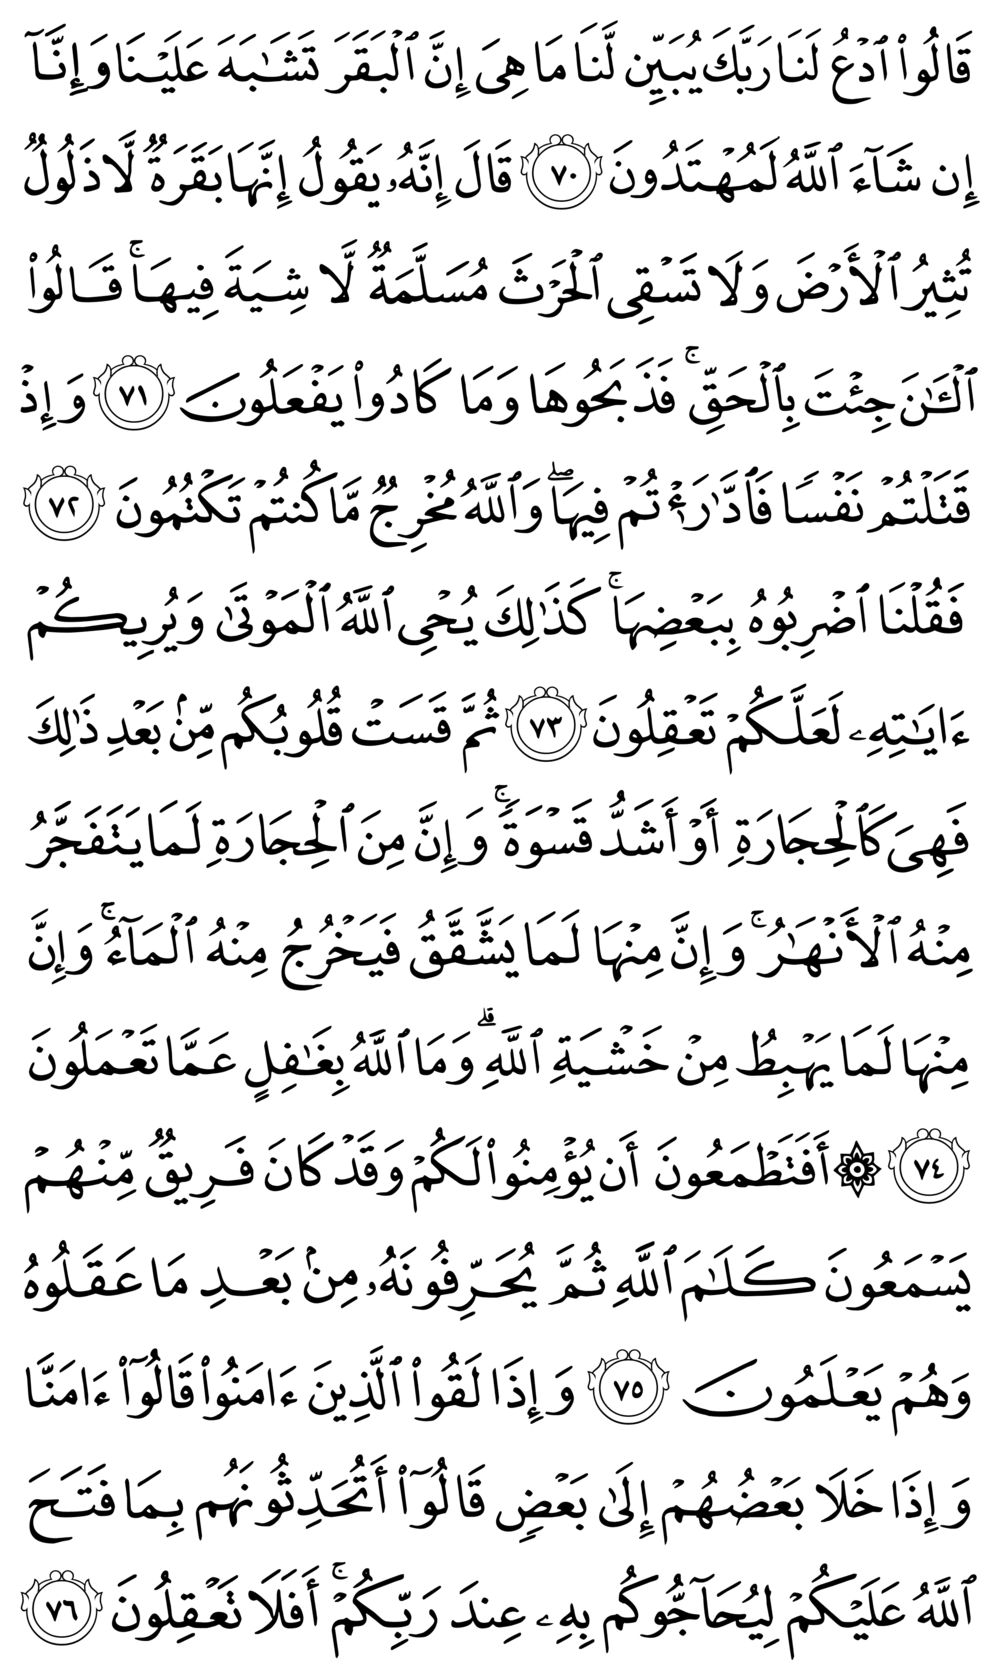 قَالُوا۟ ٱدْعُ لَنَا رَبَّكَ يُبَيِّن لَّنَا مَا هِىَ إِنَّ ٱلْبَقَرَ تَشَـٰبَهَ عَلَيْنَا وَإِنَّآ
إِن شَآءَ ٱللَّهُ لَمُهْتَدُونَ ٧٠ قَالَ إِنَّهُۥ يَقُولُ إِنَّهَا بَقَرَةٌ لَّا ذَلُولٌ
تُثِيرُ ٱلْأَرْضَ وَلَا تَسْقِى ٱلْحَرْثَ مُسَلَّمَةٌ لَّا شِيَةَ فِيهَا ۚ قَالُوا۟
ٱلْـَٔـٰنَ جِئْتَ بِٱلْحَقِّ ۚ فَذَبَحُوهَا وَمَا كَادُوا۟ يَفْعَلُونَ ٧١ وَإِذْ
قَتَلْتُمْ نَفْسًا فَٱدَّٰرَْٰٔتُمْ فِيهَا ۖ وَٱللَّهُ مُخْرِجٌ مَّا كُنتُمْ تَكْتُمُونَ ٧٢
فَقُلْنَا ٱضْرِبُوهُ بِبَعْضِهَا ۚ كَذَٰلِكَ يُحْىِ ٱللَّهُ ٱلْمَوْتَىٰ وَيُرِيكُمْ
ءَايَـٰتِهِۦ لَعَلَّكُمْ تَعْقِلُونَ ٧٣ ثُمَّ قَسَتْ قُلُوبُكُم مِّنۢ بَعْدِ ذَٰلِكَ
فَهِىَ كَٱلْحِجَارَةِ أَوْ أَشَدُّ قَسْوَةً ۚ وَإِنَّ مِنَ ٱلْحِجَارَةِ لَمَا يَتَفَجَّرُ
مِنْهُ ٱلْأَنْهَـٰرُ ۚ وَإِنَّ مِنْهَا لَمَا يَشَّقَّقُ فَيَخْرُجُ مِنْهُ ٱلْمَآءُ ۚ وَإِنَّ
مِنْهَا لَمَا يَهْبِطُ مِنْ خَشْيَةِ ٱللَّهِ ۗ وَمَا ٱللَّهُ بِغَـٰفِلٍ عَمَّا تَعْمَلُونَ
٧٤ ۞ أَفَتَطْمَعُونَ أَن يُؤْمِنُوا۟ لَكُمْ وَقَدْ كَانَ فَرِيقٌ مِّنْهُمْ
يَسْمَعُونَ كَلَـٰمَ ٱللَّهِ ثُمَّ يُحَرِّفُونَهُۥ مِنۢ بَعْدِ مَا عَقَلُوهُ
وَهُمْ يَعْلَمُونَ ٧٥ وَإِذَا لَقُوا۟ ٱلَّذِينَ ءَامَنُوا۟ قَالُوٓا۟ ءَامَنَّا
وَإِذَا خَلَا بَعْضُهُمْ إِلَىٰ بَعْضٍ قَالُوٓا۟ أَتُحَدِّثُونَهُم بِمَا فَتَحَ
ٱللَّهُ عَلَيْكُمْ لِيُحَآجُّوكُم بِهِۦ عِندَ رَبِّكُمْ ۚ أَفَلَا تَعْقِلُونَ ٧٦